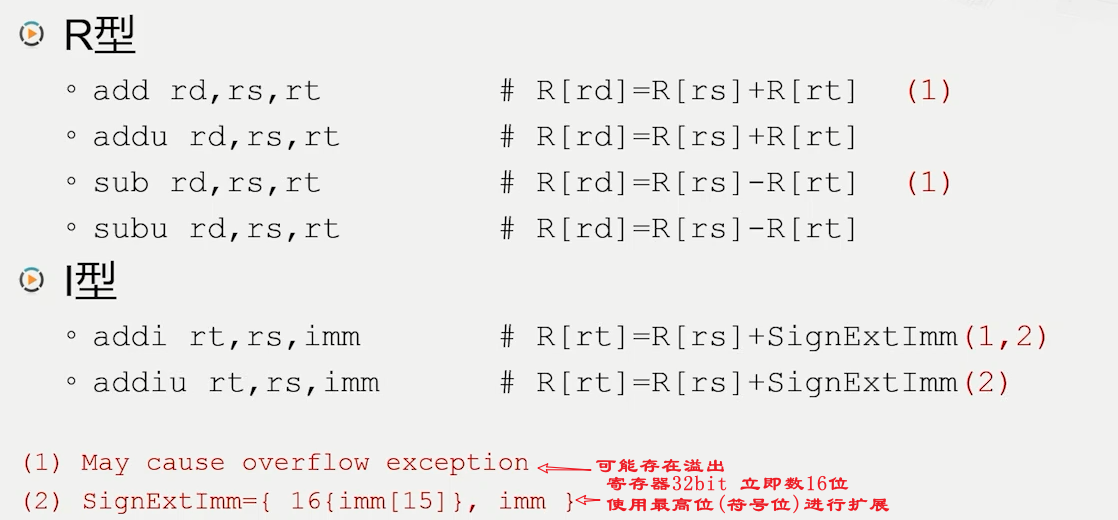 R型
add rd,rs,rt # R[rd]=R[rs]+R[rt] (1)
addu rd,rs,rt # R[rd]=R[rs]+R[rt]
sub rd,rs,rt # R[rd]=R[rs]-R[rt] (1)
subu rd,rs,rt # R[rd]=R[rs]-R[rt]
I型
addi rt,rs,imm # R[rt]=R[rs]+SignExtImm(1,2)
addiu rt,rs,imm # R[rt]=R[rs]+SignExtImm(2)
(1) May cause overflow exception 可能存在溢出
寄存器32bit 立即数16位
(2) SignExtImm={ 16{imm[15]}, imm } 使用最高位(符号位)进行扩展